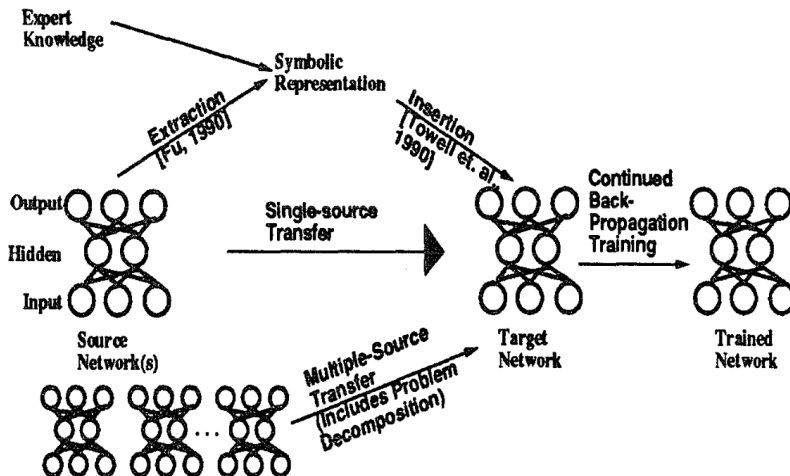 Expert
Knowledge
Symbolic
Representation
Extraction
[Fu, 1990]
Insertion
[Towell et. al.,
1990]
Output
Hidden
Input
Single-source
Transfer
Continued
Back-
Propagation
Training
Source
Network(s)
Target
Network
Trained
Network
Multiple-Source
Transfer
(Includes Problem
Decomposition)
...